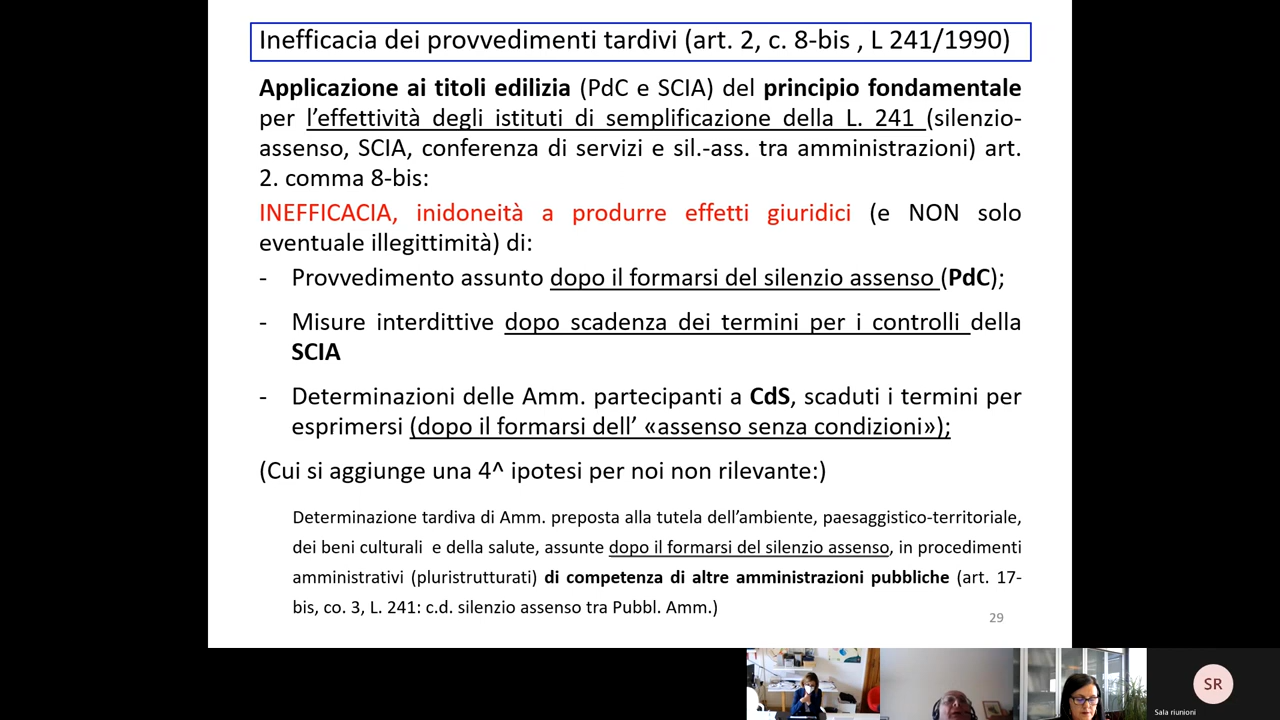 Inefficacia dei provvedimenti tardivi (art. 2, c. 8-bis , L 241/1990)
Applicazione ai titoli edilizia (PdC e SCIA) del principio fondamentale
per l’effettività degli istituti di semplificazione della L. 241 (silenzio-
assenso, SCIA, conferenza di servizi e sil.-ass. tra amministrazioni) art.
2. comma 8-bis:
INEFFICACIA, inidoneità a produrre effetti giuridici (e NON solo
eventuale illegittimità) di:
- Provvedimento assunto dopo il formarsi del silenzio assenso (PdC);
- Misure interdittive dopo scadenza dei termini per i controlli della
SCIA
- Determinazioni delle Amm. partecipanti a CdS, scaduti i termini per
esprimersi (dopo il formarsi dell’ «assenso senza condizioni»);
(Cui si aggiunge una 4^ ipotesi per noi non rilevante:)
Determinazione tardiva di Amm. preposta alla tutela dell’ambiente, paesaggistico-territoriale,
dei beni culturali e della salute, assunte dopo il formarsi del silenzio assenso, in procedimenti
amministrativi (pluristrutturati) di competenza di altre amministrazioni pubbliche (art. 17-
bis, co. 3, L. 241: c.d. silenzio assenso tra Pubbl. Amm.)
29
SR
Sala riunioni